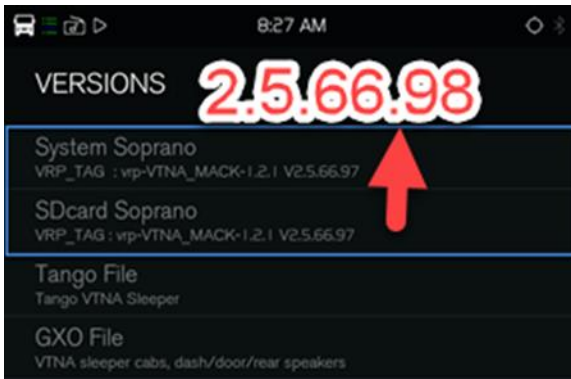 8:27 AM
VERSIONS 2.5.66.98
System Soprano
VRP_TAG : vrp-VTNA_MACK-1.2.1 V2.5.66.97
SDcard Soprano
VRP_TAG : vrp-VTNA_MACK-1.2.1 V2.5.66.97
Tango File
Tango VTNA Sleeper
GXO File
VTNA sleeper cabs, dash/door/rear speakers